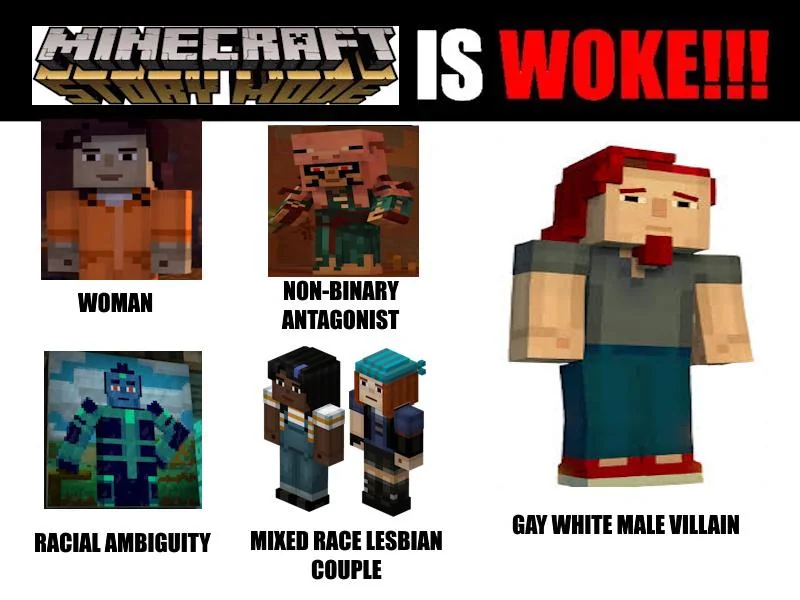 MINECRAFT
STORY MODE
IS WOKE!!!
WOMAN
NON-BINARY
ANTAGONIST
RACIAL AMBIGUITY
MIXED RACE LESBIAN
COUPLE
GAY WHITE MALE VILLAIN